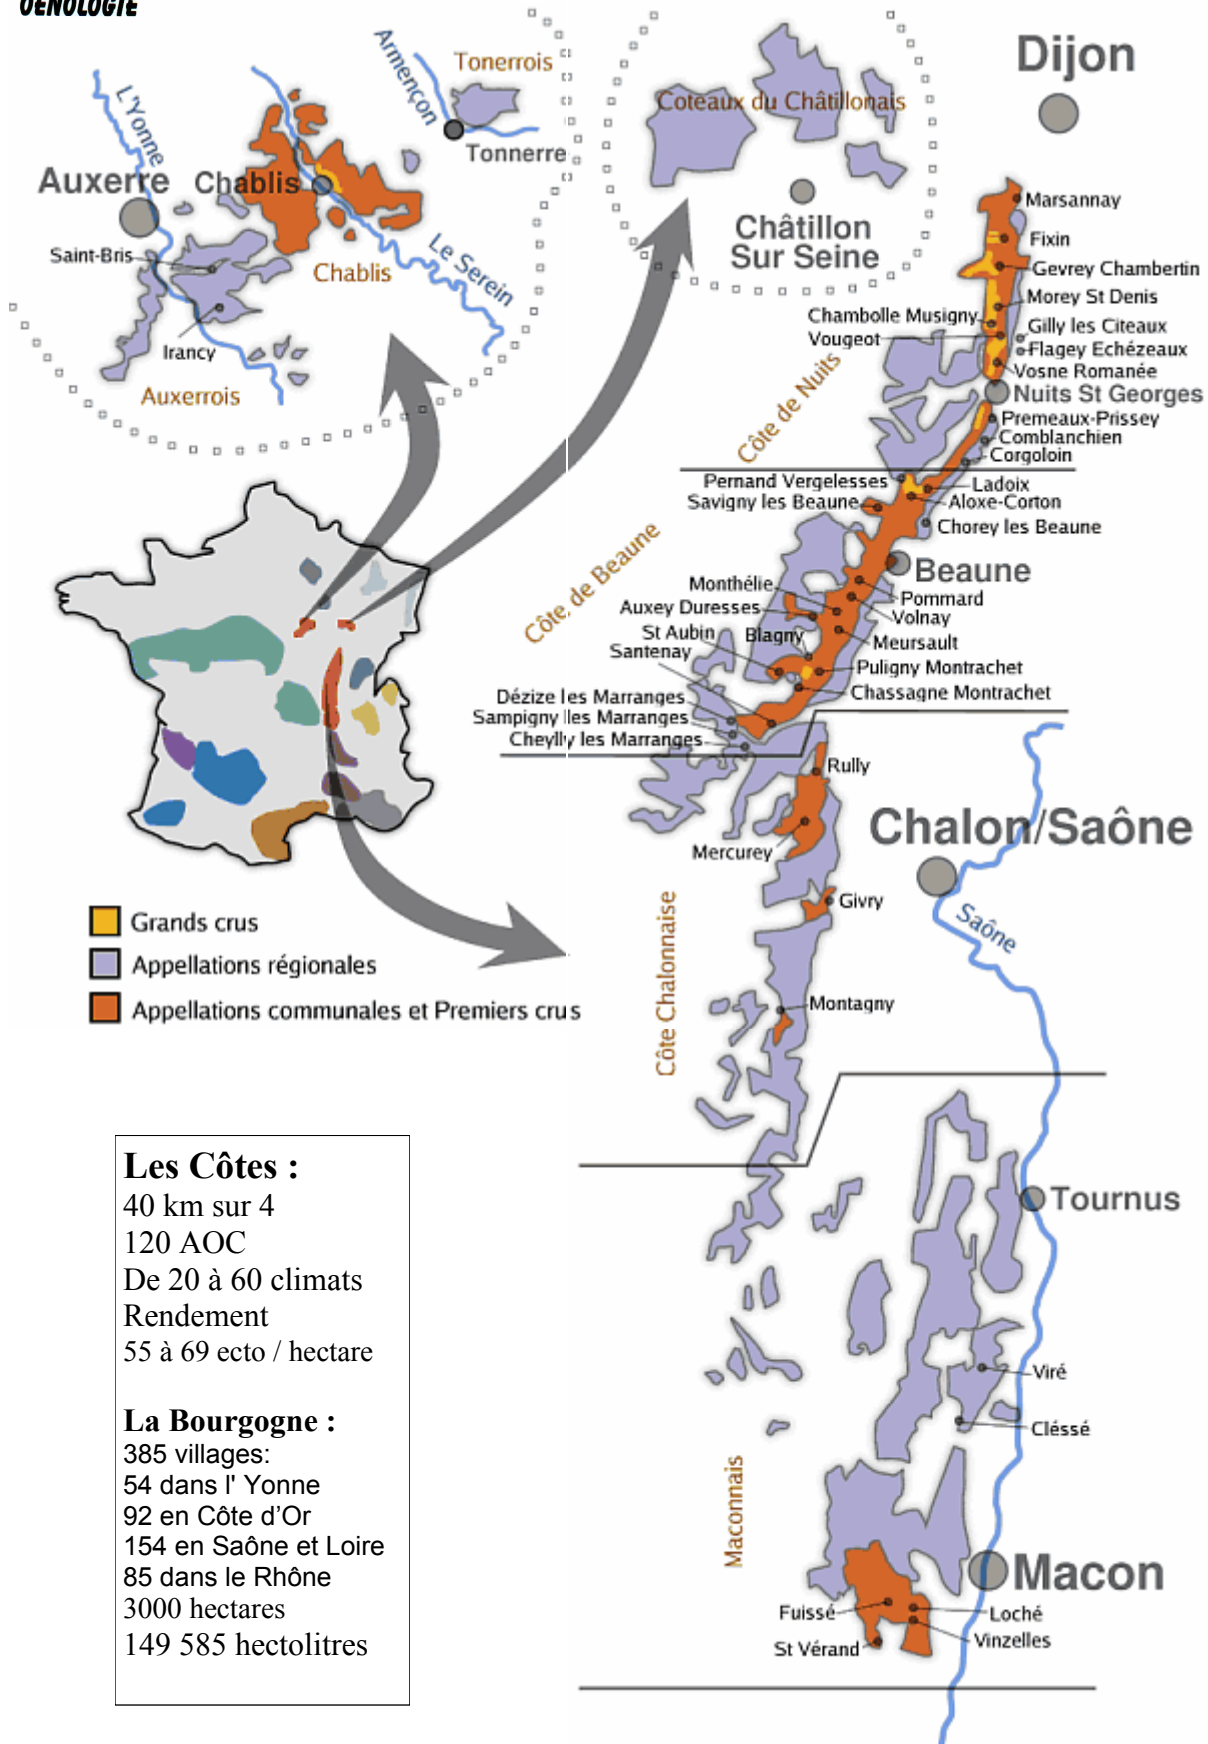 OENOLOGIE
Armençon
Tonerrois
Tonnerre
L'Yonne
Auxerre
Chablis
Saint-Bris
Chablis
Le Serein
Irancy
Auxerrois
Coteaux du Châtillonais
Châtillon
Sur Seine
Dijon
Marsannay
Fixin
Gevrey Chambertin
Morey St Denis
Chambolle Musigny
Gilly les Citeaux
Vougeot
Flagey Echézeaux
Vosne Romanée
Nuits St Georges
Côte de Nuits
Premeaux-Prissey
Comblanchien
Corgoloin
Pernand Vergelesses
Ladoix
Savigny les Beaune
Aloxe-Corton
Chorey les Beaune
Côte de Beaune
Beaune
Monthélie
Pommard
Auxey Duresses
Volnay
St Aubin
Blagny
Meursault
Santenay
Puligny Montrachet
Chassagne Montrachet
Dézize les Marranges
Sampigny les Marranges
Cheylly les Marranges
Rully
Mercurey
Chalon/Saône
Givry
Saône
Côte Chalonnaise
Montagny
Grands crus
Appellations régionales
Appellations communales et Premiers crus
Tournus
Viré
Cléssé
Maconnais
Macon
Fuissé
Loché
Vinzelles
St Vérand
Les Côtes :
40 km sur 4
120 AOC
De 20 à 60 climats
Rendement
55 à 69 ecto / hectare
La Bourgogne :
385 villages:
54 dans l' Yonne
92 en Côte d’Or
154 en Saône et Loire
85 dans le Rhône
3000 hectares
149 585 hectolitres